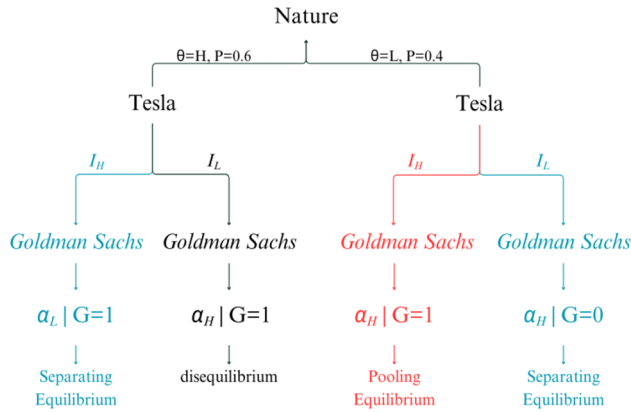 Nature
θ=H, P=0.6
θ=L, P=0.4
Tesla
Tesla
I_H
I_L
I_H
I_L
Goldman Sachs
Goldman Sachs
Goldman Sachs
Goldman Sachs
α_L | G=1
α_H | G=1
α_H | G=1
α_H | G=0
Separating
Equilibrium
disequilibrium
Pooling
Equilibrium
Separating
Equilibrium